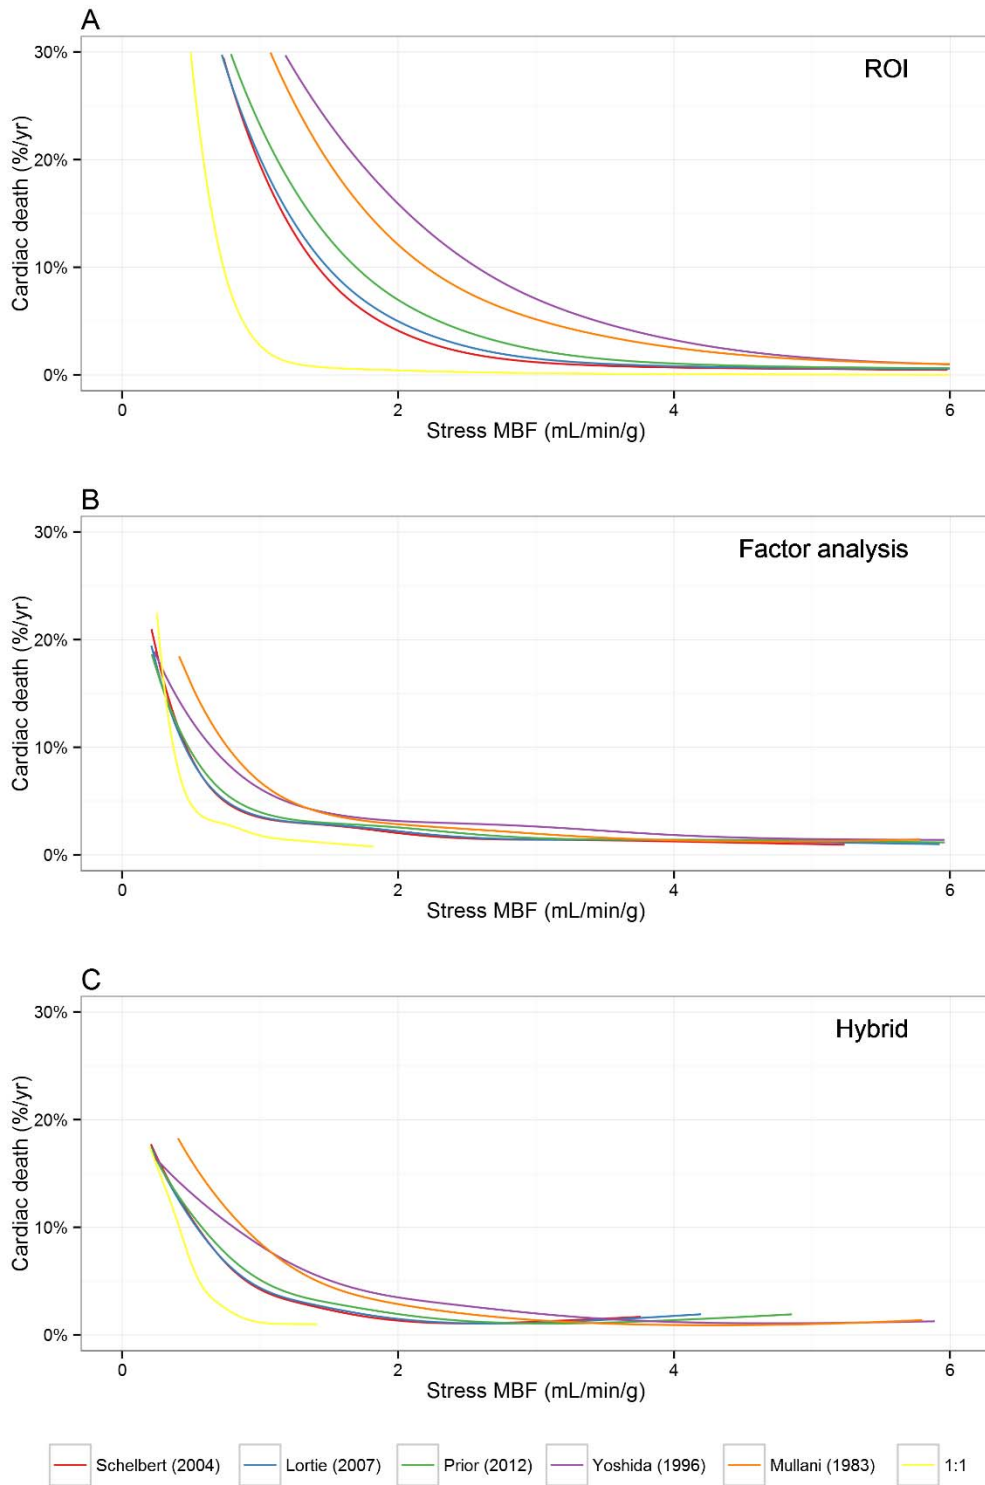 A
ROI
30%
20%
10%
0%
Cardiac death (%/yr)
0 2 4 6
Stress MBF (mL/min/g)
B
Factor analysis
30%
20%
10%
0%
Cardiac death (%/yr)
0 2 4 6
Stress MBF (mL/min/g)
C
Hybrid
30%
20%
10%
0%
Cardiac death (%/yr)
0 2 4 6
Stress MBF (mL/min/g)
Schelbert (2004) Lortie (2007) Prior (2012) Yoshida (1996) Mullani (1983) 1:1